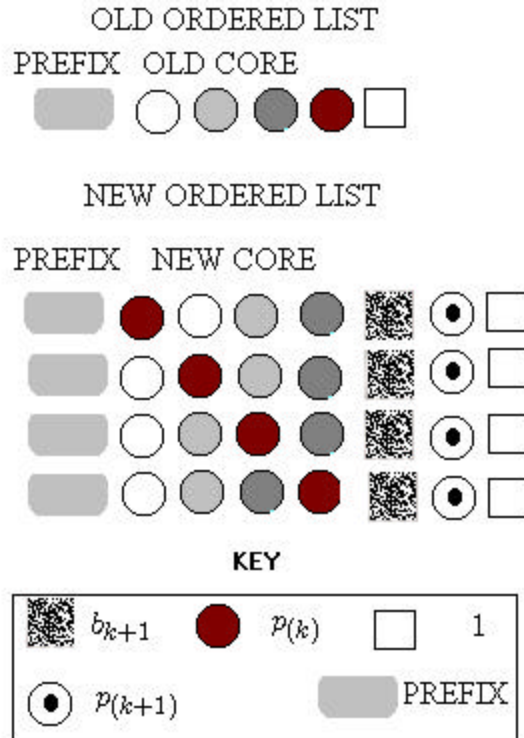 OLD ORDERED LIST
PREFIX OLD CORE
NEW ORDERED LIST
PREFIX NEW CORE
KEY
b_{k+1} p_{(k)} 1
p_{(k+1)} PREFIX